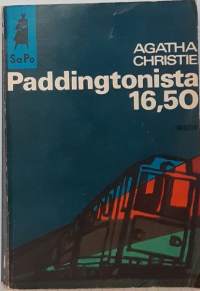 SaPo
AGATHA
CHRISTIE
Paddingtonista
16,50